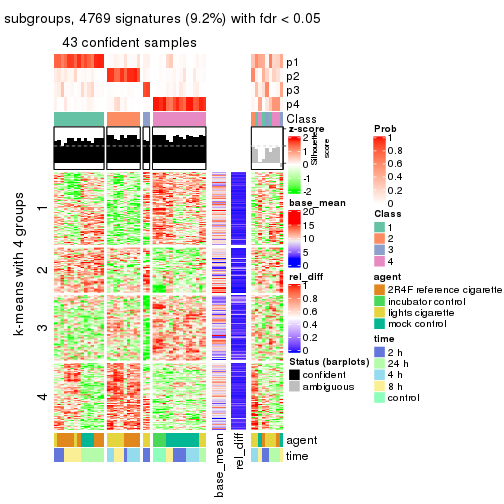 subgroups, 4769 signatures (9.2%) with fdr < 0.05
43 confident samples
p1
p2
p3
p4
Class
Silhouette
score
k-means with 4 groups
1
2
3
4
agent
time
base_mean
rel_diff
z-score
2
1
0
-1
-2
base_mean
20
15
10
5
0
rel_diff
1
0.8
0.6
0.4
0.2
0
Status (barplots)
confident
ambiguous
Prob
1
0.8
0.6
0.4
0.2
0
Class
1
2
3
4
agent
2R4F reference cigarette
incubator control
lights cigarette
mock control
time
2 h
24 h
4 h
8 h
control